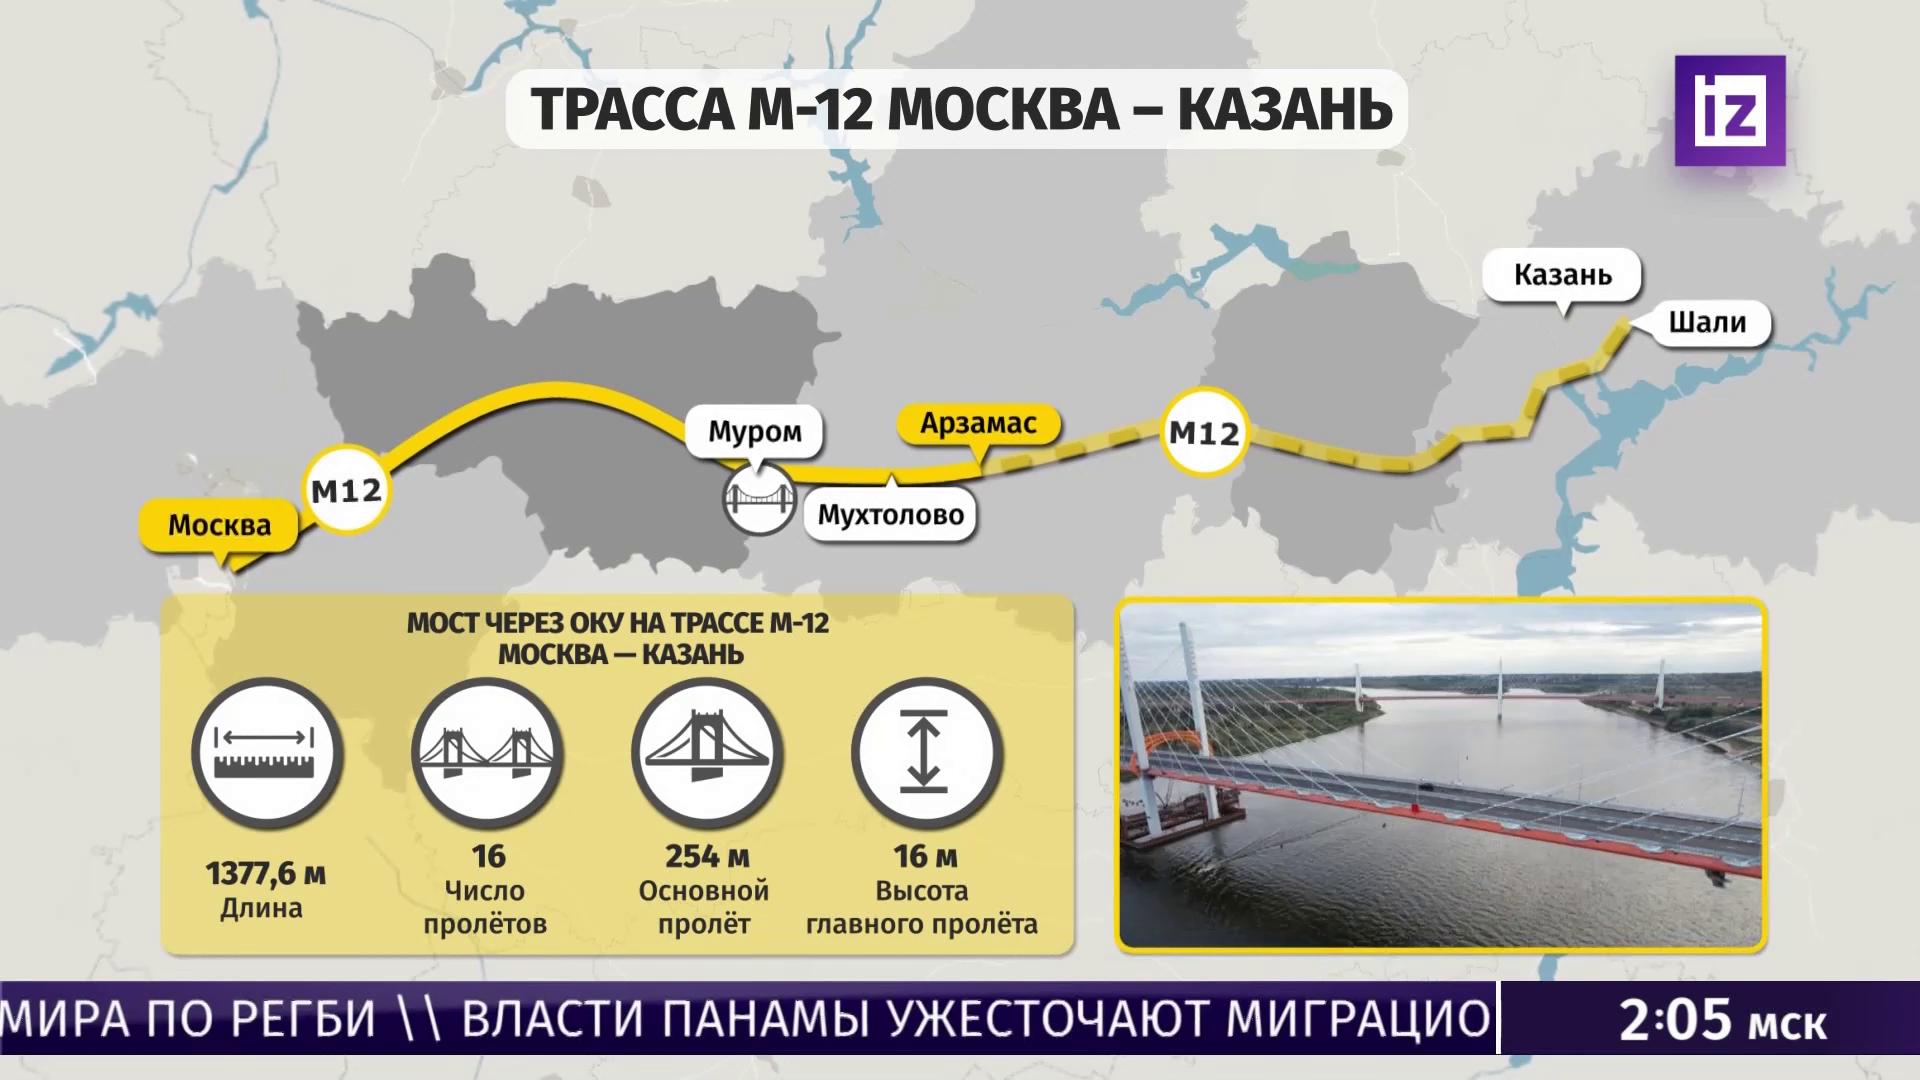 ТРАССА М-12 МОСКВА – КАЗАНЬ
iz
Казань
Шали
Муром
Арзамас
М12
М12
Москва
Мухтолово
МОСТ ЧЕРЕЗ ОКУ НА ТРАССЕ М-12
МОСКВА — КАЗАНЬ
1377,6 м
Длина
16
Число
пролётов
254 м
Основной
пролёт
16 м
Высота
главного пролёта
МИРА ПО РЕГБИ \\ ВЛАСТИ ПАНАМЫ УЖЕСТОЧАЮТ МИГРАЦИО
2:05 МСК